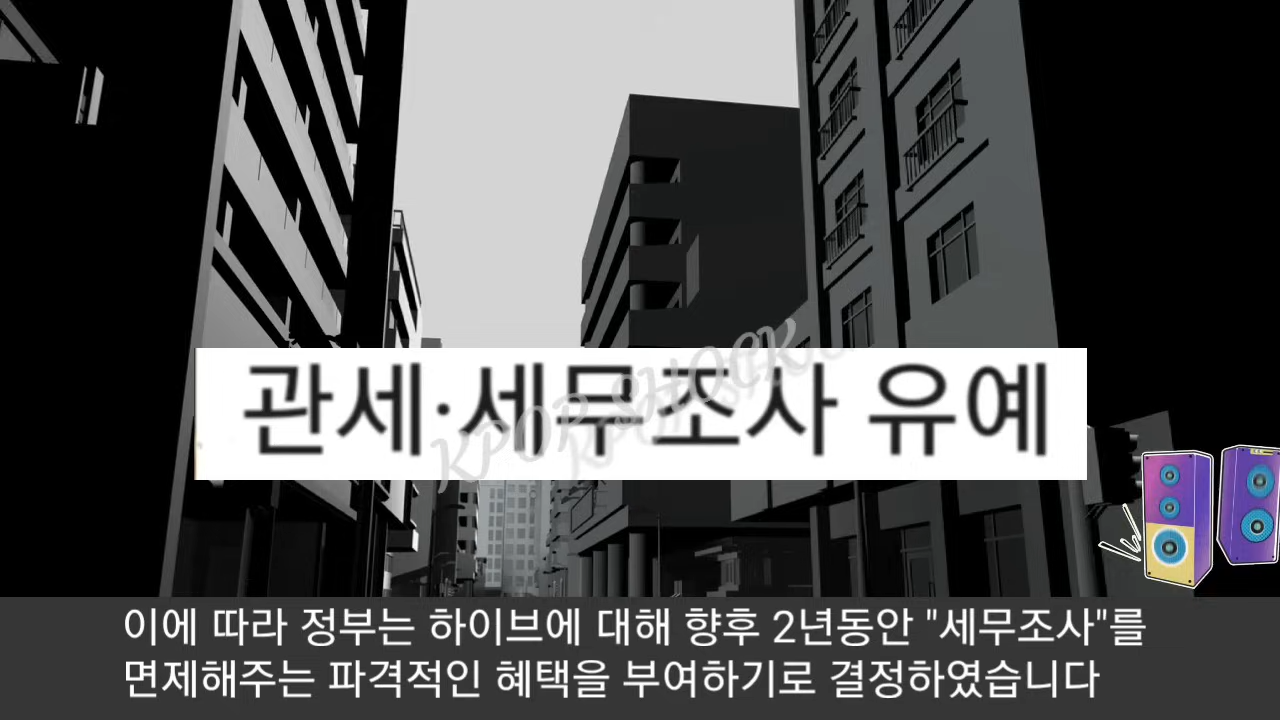 관세·세무조사 유예
KPOP SHOCK
이에 따라 정부는 하이브에 대해 향후 2년동안 "세무조사"를
면제해주는 파격적인 혜택을 부여하기로 결정하였습니다